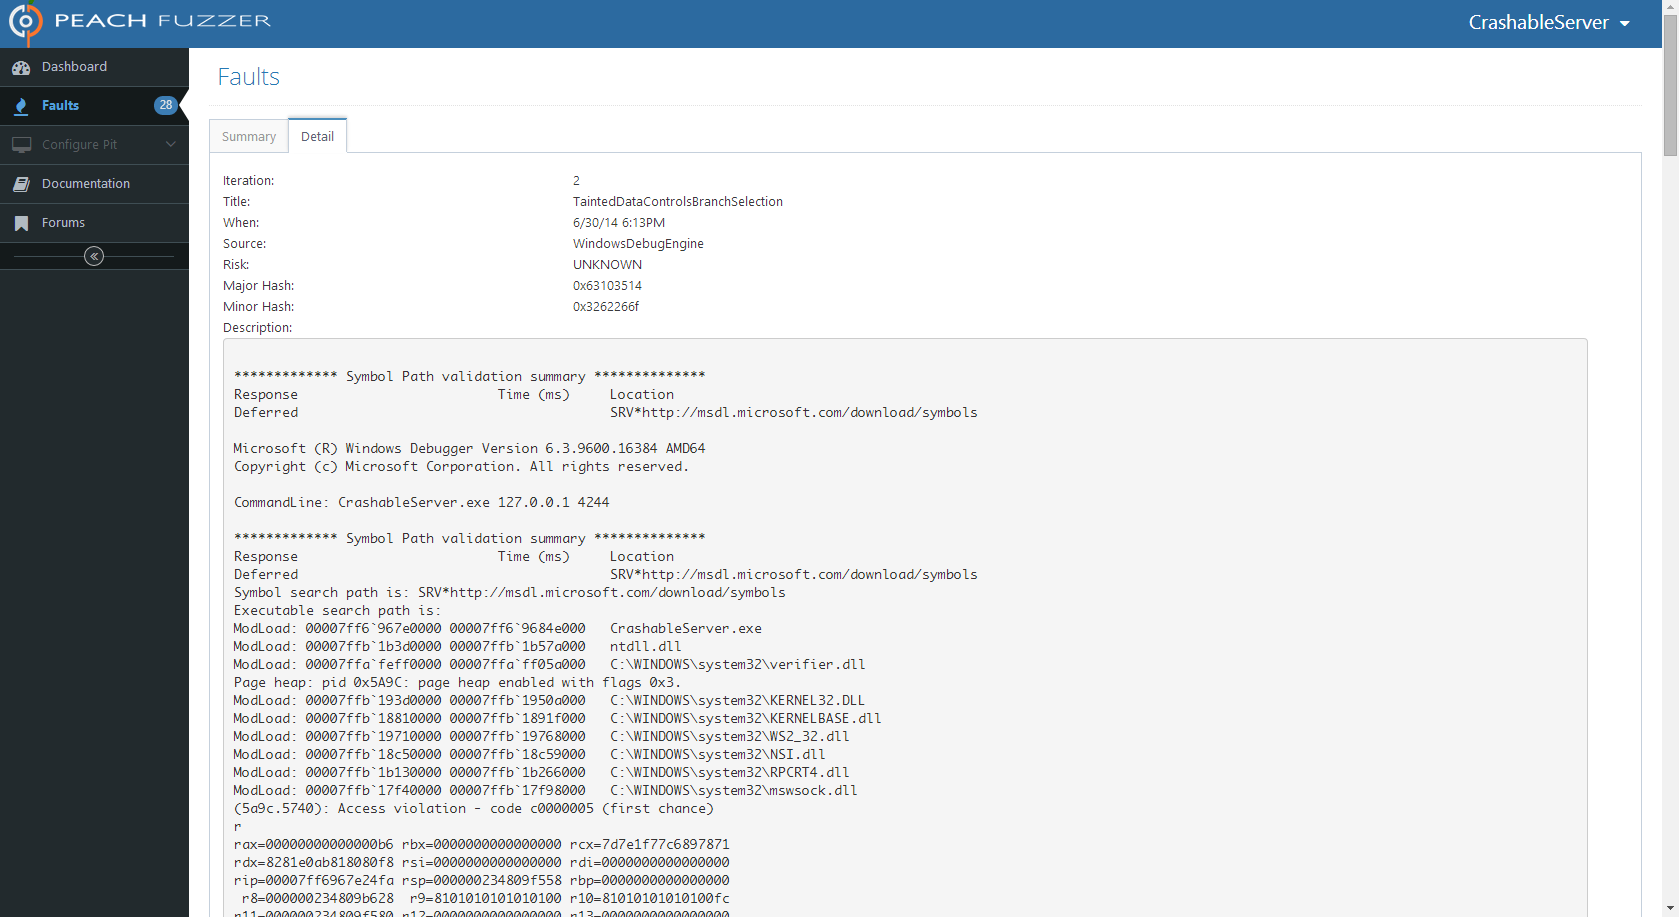 PEACH FUZZER
CrashableServer
Dashboard
Faults 28
Configure Pit
Documentation
Forums
Faults
Summary Detail
Iteration: 2
Title: TaintedDataControlsBranchSelection
When: 6/30/14 6:13PM
Source: WindowsDebugEngine
Risk: UNKNOWN
Major Hash: 0x63103514
Minor Hash: 0x3262266f
Description:
************* Symbol Path validation summary **************
Response                         Time (ms)     Location
Deferred                                       SRV*http://msdl.microsoft.com/download/symbols
Microsoft (R) Windows Debugger Version 6.3.9600.16384 AMD64
Copyright (c) Microsoft Corporation. All rights reserved.
CommandLine: CrashableServer.exe 127.0.0.1 4244
************* Symbol Path validation summary **************
Response                         Time (ms)     Location
Deferred                                       SRV*http://msdl.microsoft.com/download/symbols
Symbol search path is: SRV*http://msdl.microsoft.com/download/symbols
Executable search path is:
ModLoad: 00007ff6`967e0000 00007ff6`9684e000   CrashableServer.exe
ModLoad: 00007ffb`1b3d0000 00007ffb`1b57a000   ntdll.dll
ModLoad: 00007ffa`feff0000 00007ffa`ff05a000   C:\WINDOWS\system32\verifier.dll
Page heap: pid 0x5A9C: page heap enabled with flags 0x3.
ModLoad: 00007ffb`193d0000 00007ffb`1950a000   C:\WINDOWS\system32\KERNEL32.DLL
ModLoad: 00007ffb`18810000 00007ffb`1891f000   C:\WINDOWS\system32\KERNELBASE.dll
ModLoad: 00007ffb`19710000 00007ffb`19768000   C:\WINDOWS\system32\WS2_32.dll
ModLoad: 00007ffb`18c50000 00007ffb`18c59000   C:\WINDOWS\system32\NSI.dll
ModLoad: 00007ffb`1b130000 00007ffb`1b266000   C:\WINDOWS\system32\RPCRT4.dll
ModLoad: 00007ffb`17f40000 00007ffb`17f98000   C:\WINDOWS\system32\mswsock.dll
(5a9c.5740): Access violation - code c0000005 (first chance)
r
rax=00000000000000b6 rbx=0000000000000000 rcx=7d7e1f77c6897871
rdx=8281e0ab818080f8 rsi=0000000000000000 rdi=0000000000000000
rip=00007ff6967e24fa rsp=000000234809f558 rbp=0000000000000000
r8=000000234809b628  r9=8101010101010100 r10=81010101010100fc
r11=000000234809f580 r12=0000000000000000 r13=0000000000000000